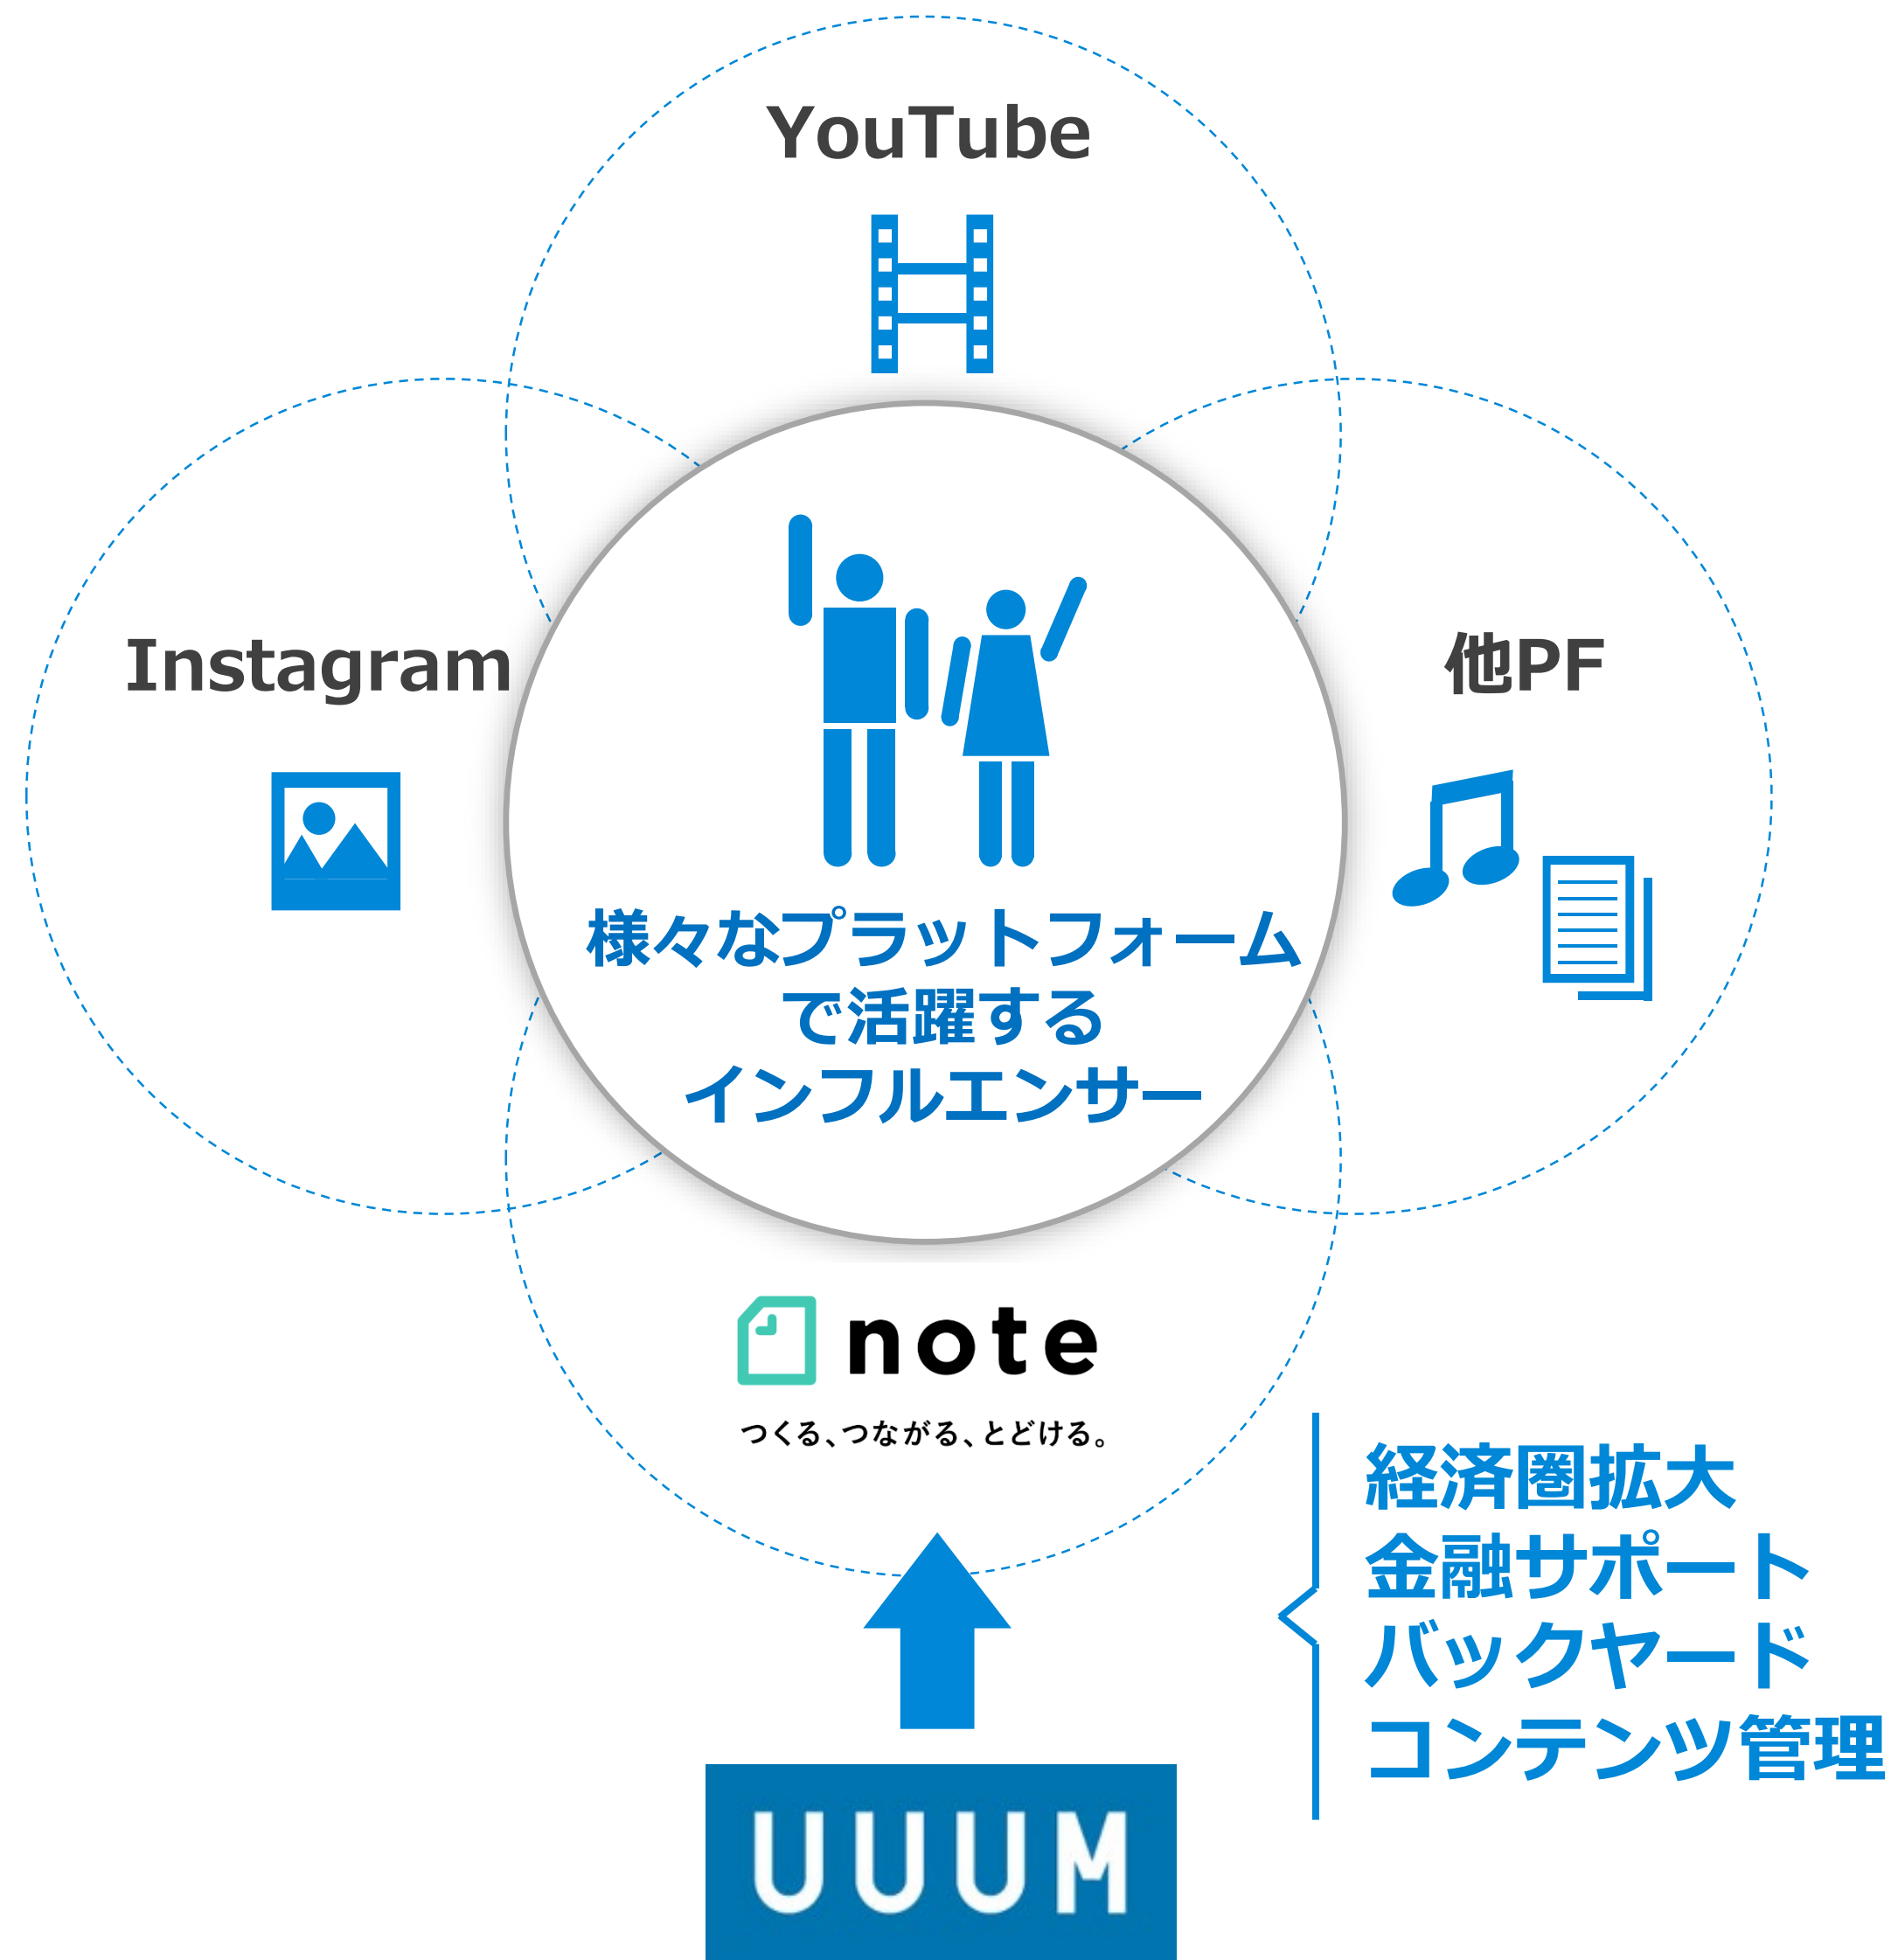 YouTube
Instagram
他PF
様々なプラットフォーム
で活躍する
インフルエンサー
note
つくる、つながる、とどける。
経済圏拡大
金融サポート
バックヤード
コンテンツ管理
UUUM